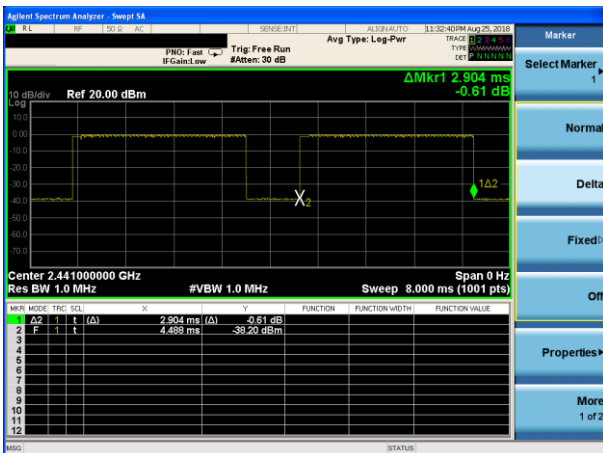 Agilent Spectrum Analyzer - Swept SA
RL RF 50 Ω AC SENSE:INT ALIGN AUTO 11:32:40 PM Aug 25, 2018
Avg Type: Log-Pwr TRACE 1 2 3 4 5 6
PNO: Fast Trig: Free Run TYPE
IFGain:Low #Atten: 30 dB DET P N N N N N
ΔMkr1 2.904 ms
-0.61 dB
10 dB/div Ref 20.00 dBm
Log
10.0
0.00
-10.0
-20.0
-30.0
-40.0
-50.0
-60.0
-70.0
1Δ2
X2
Center 2.441000000 GHz Span 0 Hz
Res BW 1.0 MHz #VBW 1.0 MHz Sweep 8.000 ms (1001 pts)
MKR MODE TRC SCL X Y FUNCTION FUNCTION WIDTH FUNCTION VALUE
1 Δ2 1 t (Δ) 2.904 ms (Δ) -0.61 dB
2 F 1 t 4.488 ms -38.20 dBm
3
4
5
6
7
8
9
10
11
12
MSG STATUS
Marker
Select Marker
1
Normal
Delta
Fixed
Off
Properties
More
1 of 2